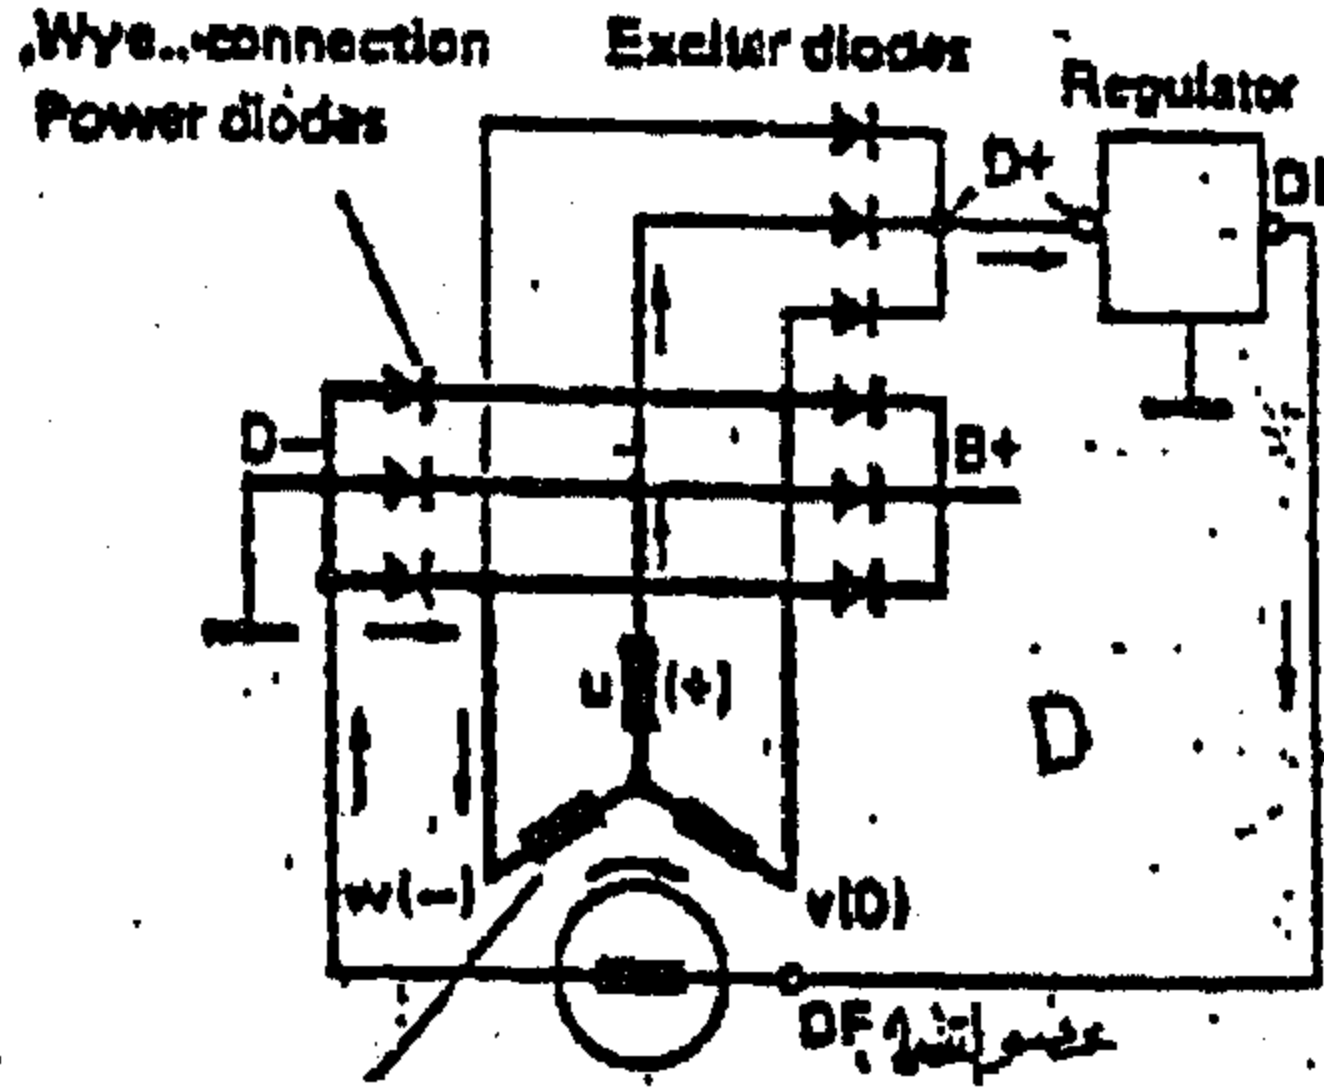 Wye..-connection
Power diodes
Exciter diodes
Regulator
D+
DF
D-
B+
u (+)
D
w(-)
v(0)
DF